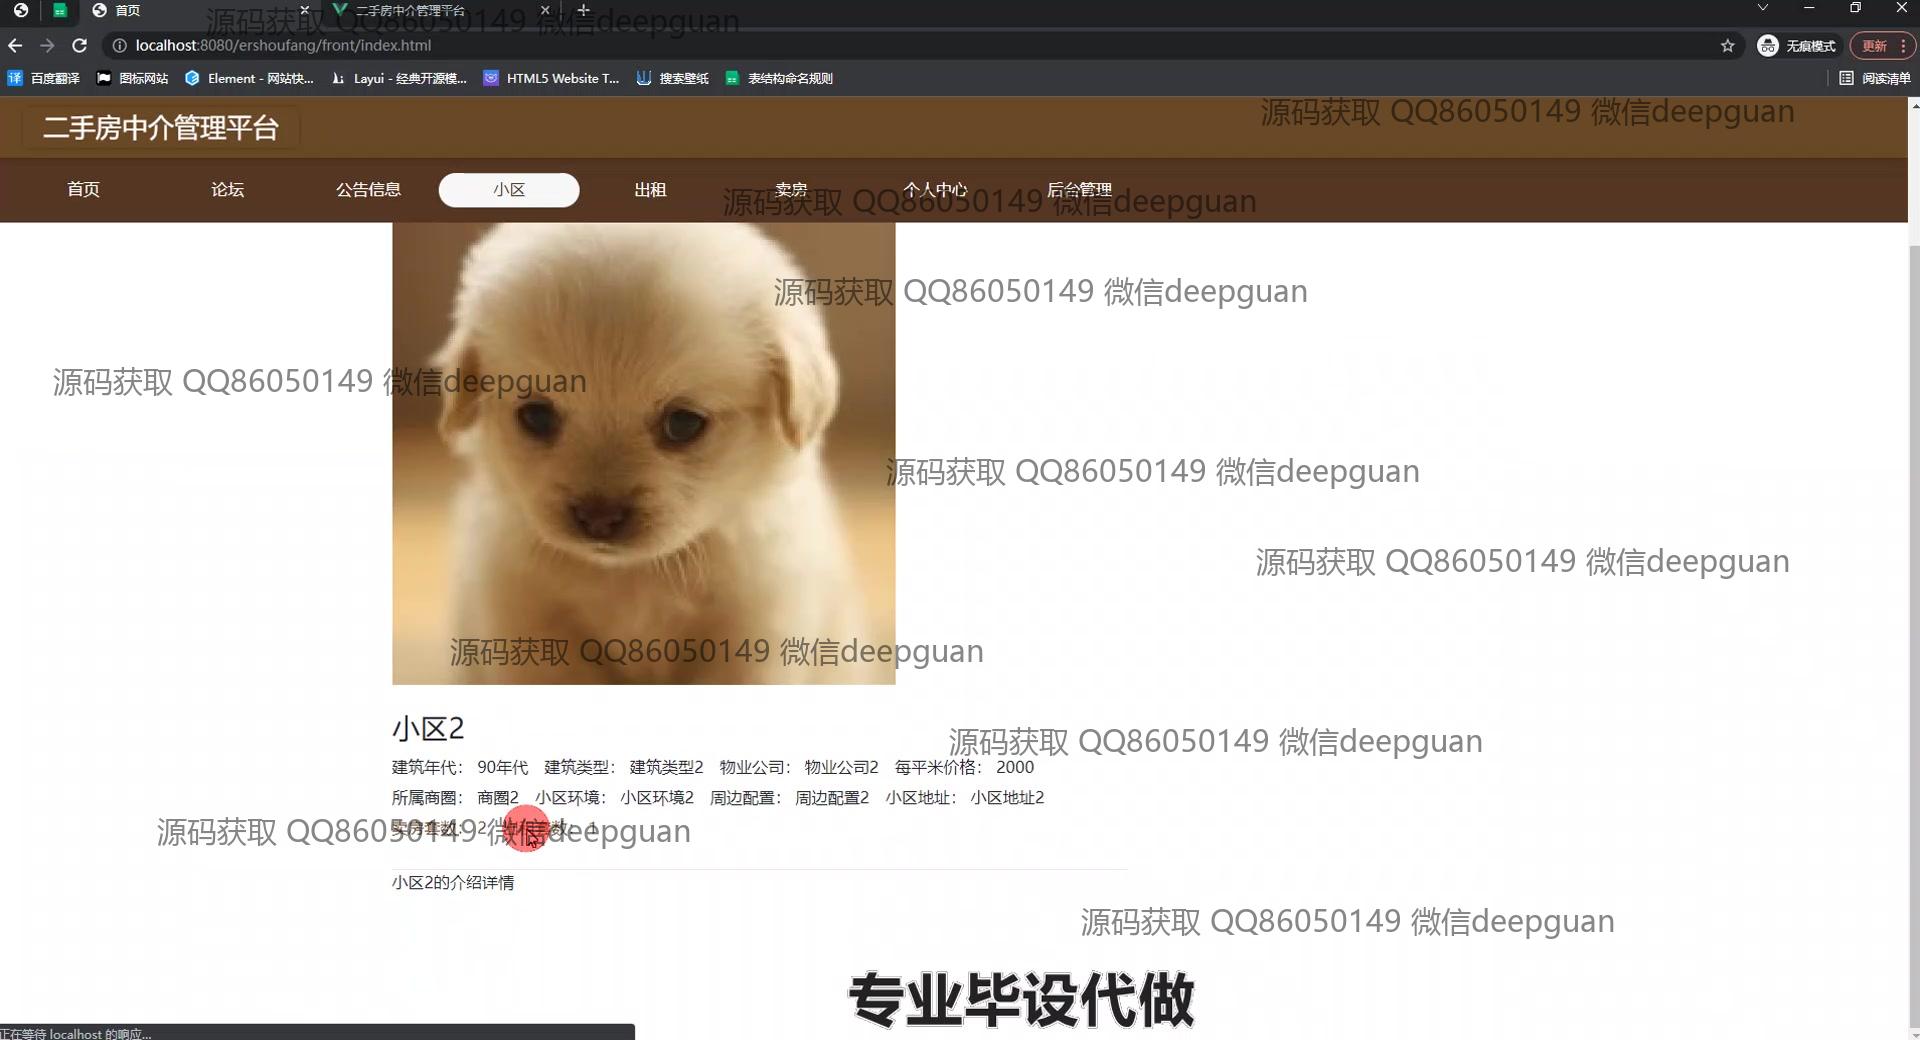 首页
二手房中介管理平台
源码获取 QQ86050149 微信deepguan
localhost:8080/ershoufang/front/index.html
无痕模式
更新
百度翻译
图标网站
Element - 网站快...
Layui - 经典开源模...
HTML5 Website T...
搜索壁纸
表结构命名规则
阅读清单
二手房中介管理平台
源码获取 QQ86050149 微信deepguan
首页 论坛 公告信息 小区 出租 卖房 个人中心 后台管理
源码获取 QQ86050149 微信deepguan
源码获取 QQ86050149 微信deepguan
源码获取 QQ86050149 微信deepguan
源码获取 QQ86050149 微信deepguan
源码获取 QQ86050149 微信deepguan
源码获取 QQ86050149 微信deepguan
小区2
源码获取 QQ86050149 微信deepguan
建筑年代： 90年代 建筑类型： 建筑类型2 物业公司： 物业公司2 每平米价格： 2000
所属商圈： 商圈2 小区环境： 小区环境2 周边配置： 周边配置2 小区地址： 小区地址2
卖房套数： 2
源码获取 QQ86050149 微信deepguan
小区2的介绍详情
源码获取 QQ86050149 微信deepguan
专业毕设代做
正在等待 localhost 的响应...